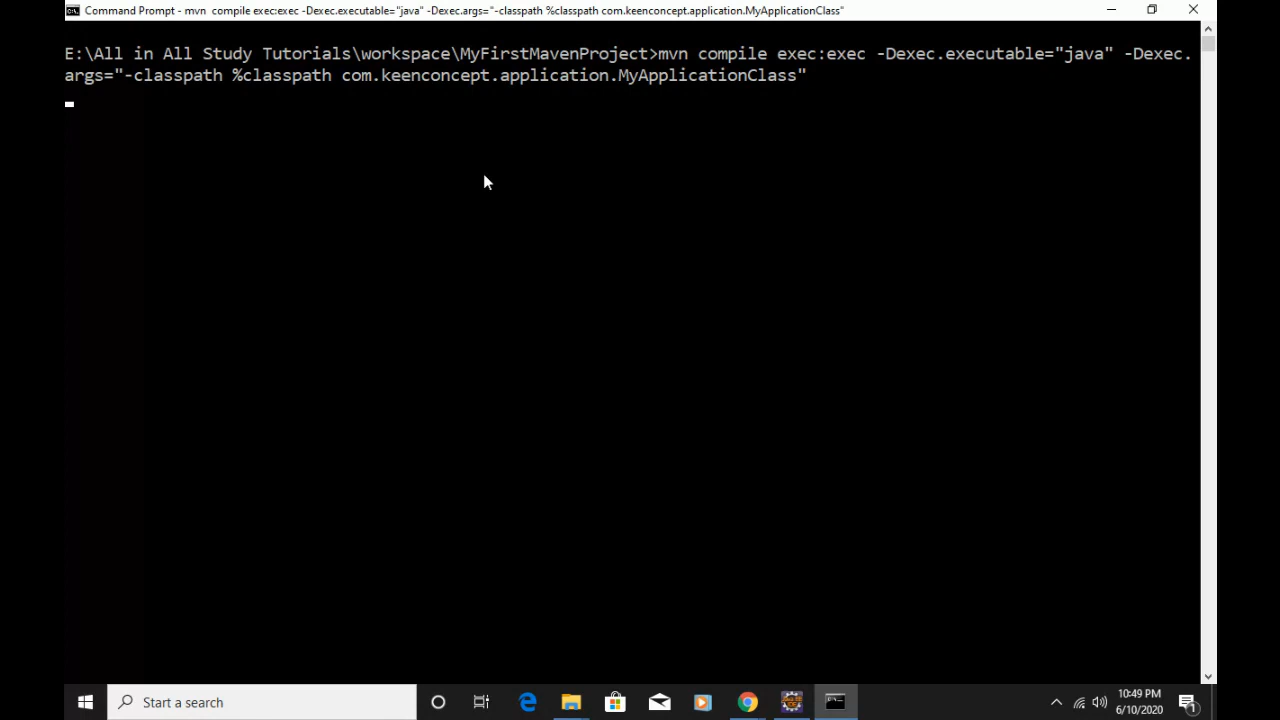 Command Prompt - mvn  compile exec:exec -Dexec.executable="java" -Dexec.args="-classpath %classpath com.keenconcept.application.MyApplicationClass"
E:\All in All Study Tutorials\workspace\MyFirstMavenProject>mvn compile exec:exec -Dexec.executable="java" -Dexec.
args="-classpath %classpath com.keenconcept.application.MyApplicationClass"
Start a search
10:49 PM
6/10/2020
1